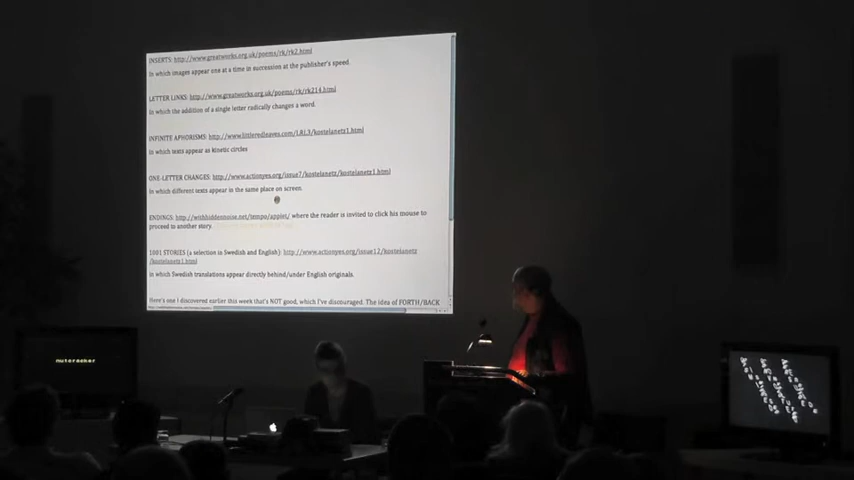 INSERTS: http://www.greatworks.org.uk/poems/rk/rk2.html
In which images appear one at a time in succession at the publisher's speed.
LETTER LINKS: http://www.greatworks.org.uk/poems/rk/rk214.html
In which the addition of a single letter radically changes a word.
INFINITE APHORISMS: http://www.littleredleaves.com/LRL3/kostelanetz1.html
In which texts appear as kinetic circles
ONE-LETTER CHANGES: http://www.actionyes.org/issue7/kostelanetz/kostelanetz1.html
In which different texts appear in the same place on screen.
ENDINGS: http://withhiddennoise.net/tempo/applet/ where the reader is invited to click his mouse to
proceed to another story.
1001 STORIES (a selection in Swedish and English): http://www.actionyes.org/issue12/kostelanetz
/kostelanetz1.html
In which Swedish translations appear directly behind/under English originals.
Here's one I discovered earlier this week that's NOT good, which I've discouraged. The idea of FORTH/BACK